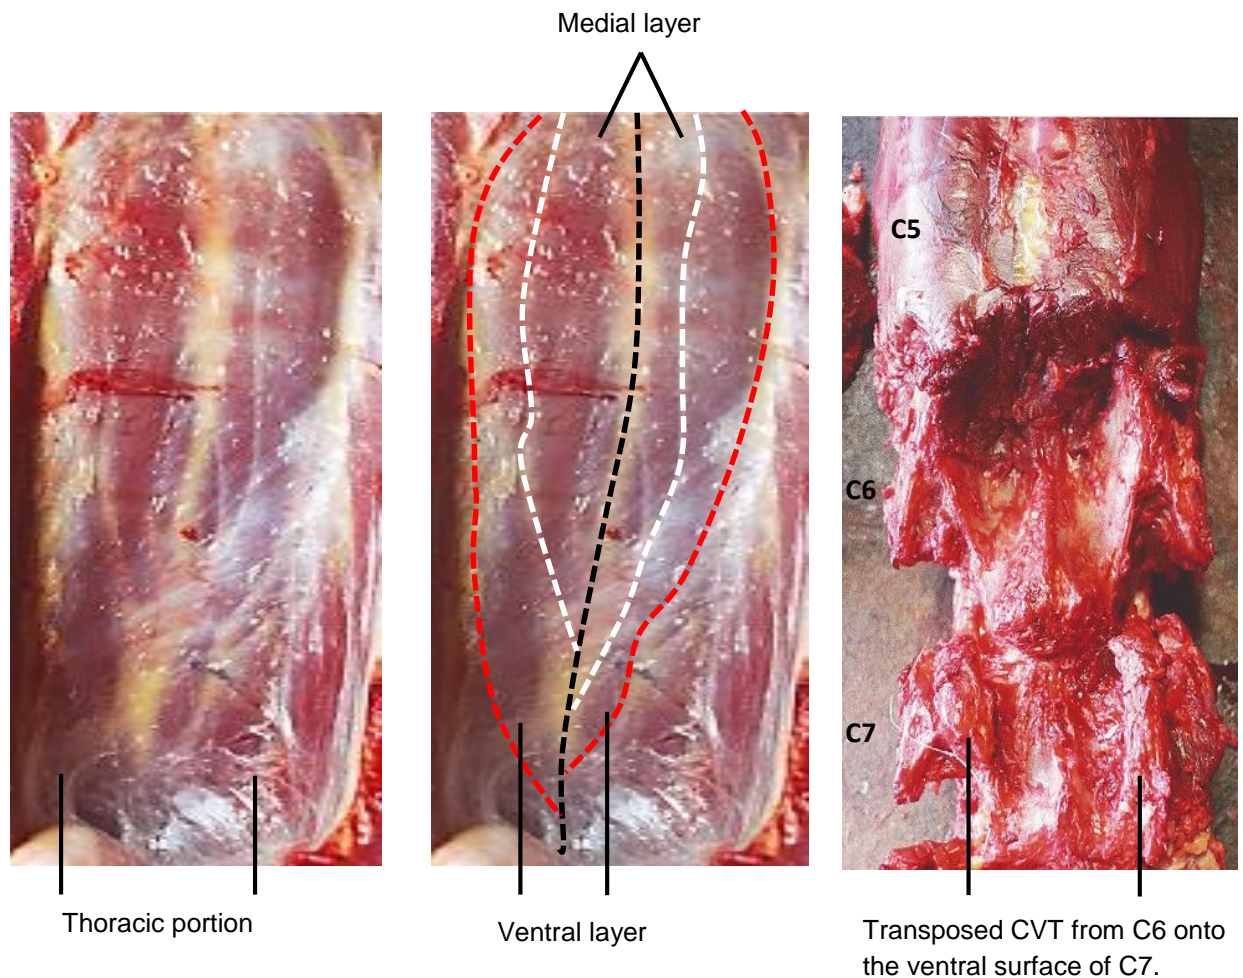 Medial layer
C5
C6
C7
Thoracic portion
Ventral layer
Transposed CVT from C6 onto
the ventral surface of C7.